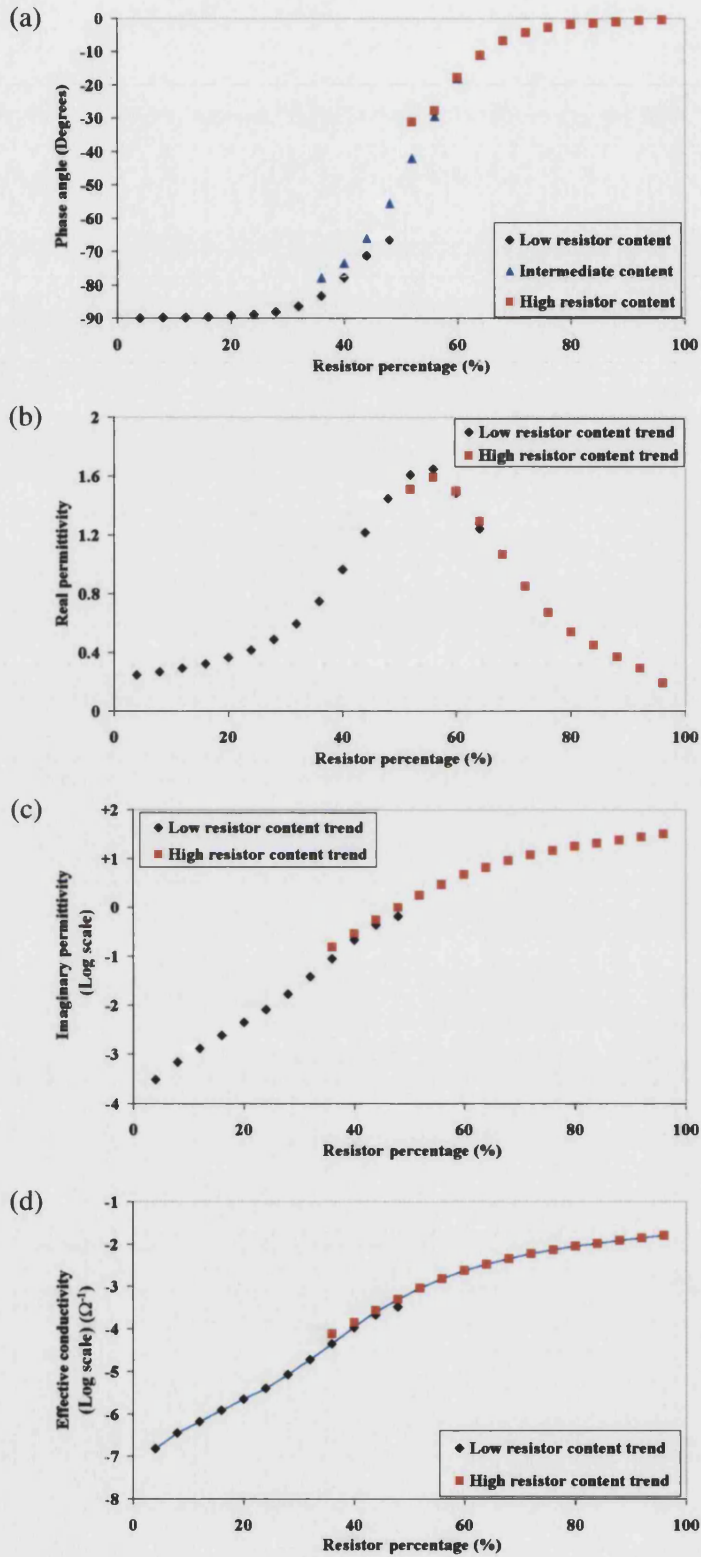 (a)
0
-10
-20
-30
-40
-50
-60
-70
-80
-90
Phase angle (Degrees)
Low resistor content
Intermediate content
High resistor content
0 20 40 60 80 100
Resistor percentage (%)
(b)
2
1.6
1.2
0.8
0.4
0
Real permittivity
Low resistor content trend
High resistor content trend
0 20 40 60 80 100
Resistor percentage (%)
(c)
+2
+1
0
-1
-2
-3
-4
Imaginary permittivity
(Log scale)
Low resistor content trend
High resistor content trend
0 20 40 60 80 100
Resistor percentage (%)
(d)
-1
-2
-3
-4
-5
-6
-7
-8
Effective conductivity
(Log scale) (Ω⁻¹)
Low resistor content trend
High resistor content trend
0 20 40 60 80 100
Resistor percentage (%)